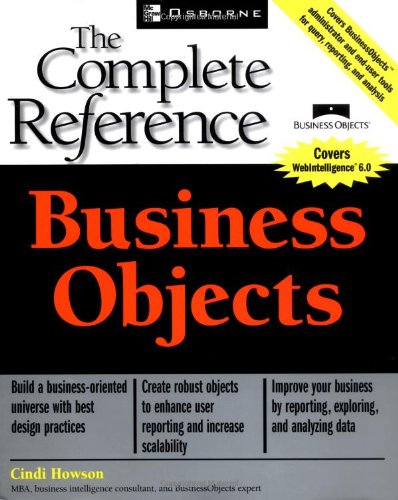 OSBORNE
Covers BusinessObjects™
administrator and end-user tools
for query, reporting, and analysis
The
Complete
Reference
BUSINESS OBJECTS®
Covers
WebIntelligence® 6.0
Business
Objects
Build a business-oriented
universe with best
design practices
Create robust objects
to enhance user
reporting and increase
scalability
Improve your business
by reporting, exploring,
and analyzing data
Cindi Howson
MBA, business intelligence consultant, and BusinessObjects expert